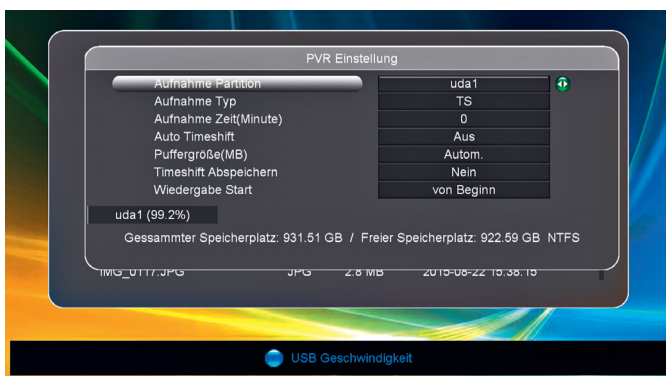 PVR Einstellung
Aufnahme Partition uda1
Aufnahme Typ TS
Aufnahme Zeit(Minute) 0
Auto Timeshift Aus
Puffergröße(MB) Autom.
Timeshift Abspeichern Nein
Wiedergabe Start von Beginn
uda1 (99.2%)
Gessammter Speicherplatz: 931.51 GB / Freier Speicherplatz: 922.59 GB NTFS
IMG_0117.JPG JPG 2.8 MB 2015-08-22 15:38:15
USB Geschwindigkeit